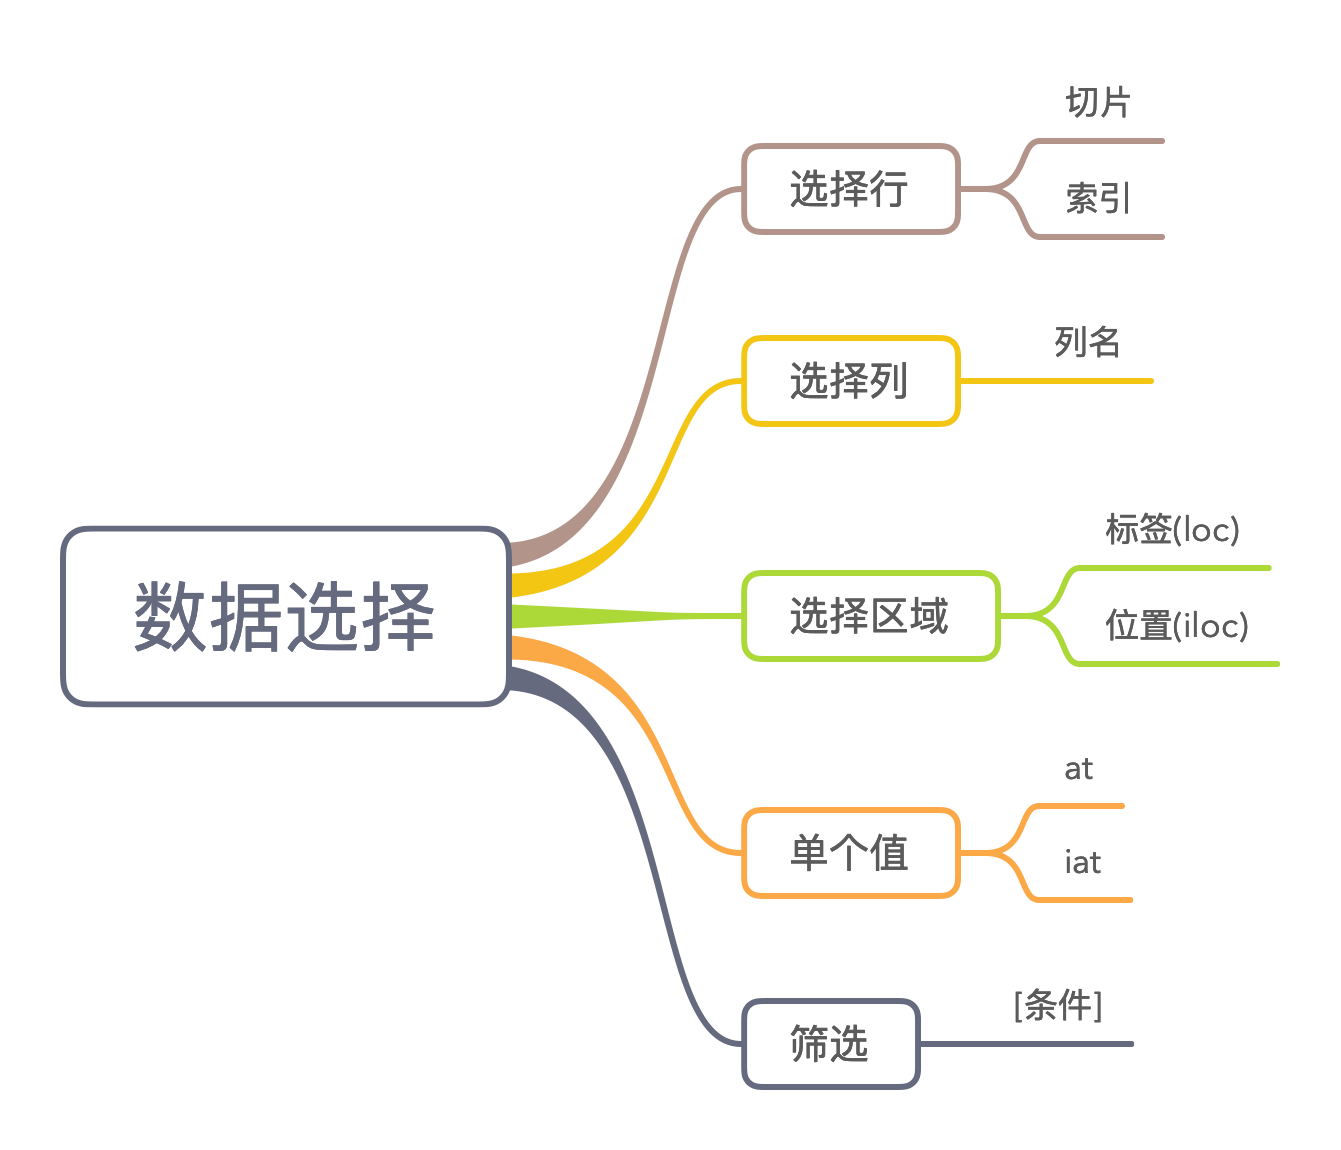 数据选择
选择行
切片
索引
选择列
列名
选择区域
标签(loc)
位置(iloc)
单个值
at
iat
筛选
[条件]